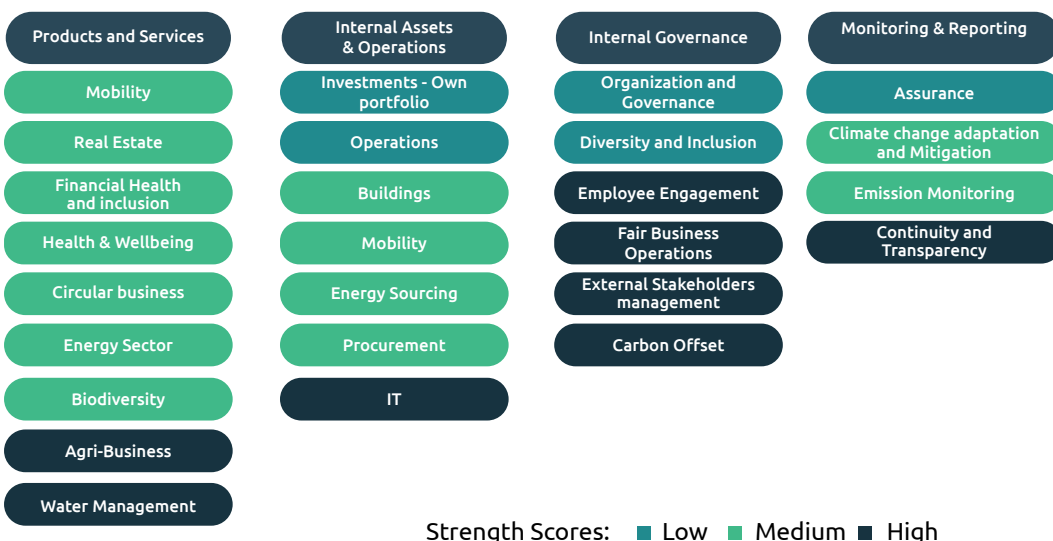 Products and Services
Mobility
Real Estate
Financial Health
and inclusion
Health & Wellbeing
Circular business
Energy Sector
Biodiversity
Agri-Business
Water Management
Internal Assets
& Operations
Investments - Own
portfolio
Operations
Buildings
Mobility
Energy Sourcing
Procurement
IT
Internal Governance
Organization and
Governance
Diversity and Inclusion
Employee Engagement
Fair Business
Operations
External Stakeholders
management
Carbon Offset
Monitoring & Reporting
Assurance
Climate change adaptation
and Mitigation
Emission Monitoring
Continuity and
Transparency
Strength Scores: Low Medium High